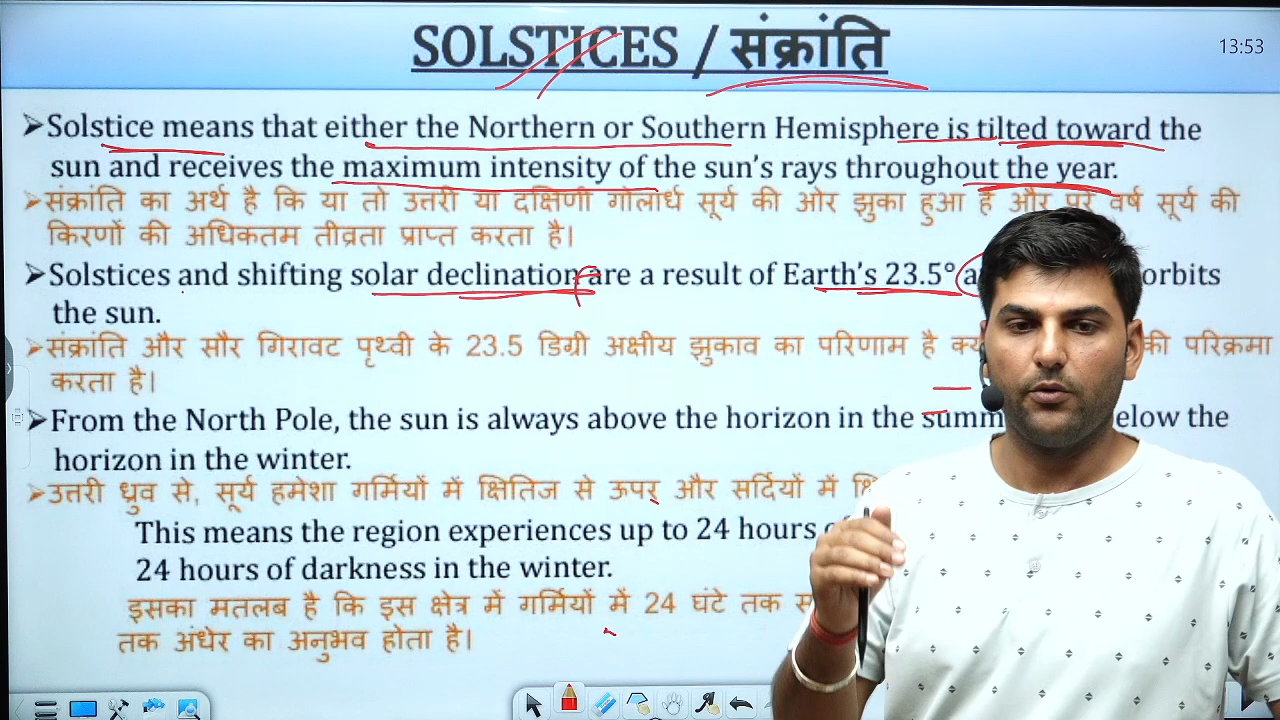 SOLSTICES / संक्रांति
13:53
➤Solstice means that either the Northern or Southern Hemisphere is tilted toward the
sun and receives the maximum intensity of the sun's rays throughout the year.
➤संक्रांति का अर्थ है कि या तो उत्तरी या दक्षिणी गोलार्ध सूर्य की ओर झुका हुआ है और पूरे वर्ष सूर्य की
किरणों की अधिकतम तीव्रता प्राप्त करता है।
➤Solstices and shifting solar declination are a result of Earth's 23.5° orbits
the sun.
➤संक्रांति और सौर गिरावट पृथ्वी के 23.5 डिग्री अक्षीय झुकाव का परिणाम है की परिक्रमा
करता है।
➤From the North Pole, the sun is always above the horizon in the the
horizon in the winter.
➤उत्तरी ध्रुव से, सूर्य हमेशा गर्मियों में क्षितिज से ऊपर और सर्दियों में
This means the region experiences up to 24 hours
24 hours of darkness in the winter.
इसका मतलब है कि इस क्षेत्र में गर्मियों में 24 घंटे तक
तक अंधेर का अनुभव होता है।